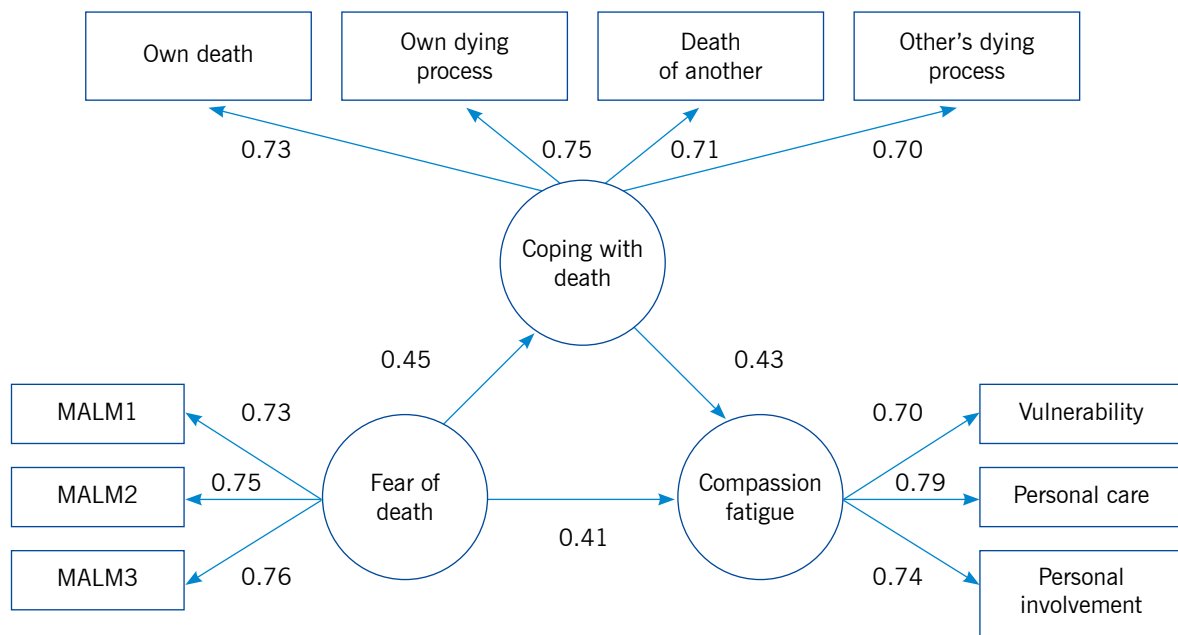 Own death
Own dying
process
Death
of another
Other's dying
process
0.73
0.75
0.71
0.70
Coping with
death
0.45
0.43
MALM1
MALM2
MALM3
0.73
0.75
0.76
Fear of
death
0.41
Compassion
fatigue
0.70
0.79
0.74
Vulnerability
Personal care
Personal
involvement